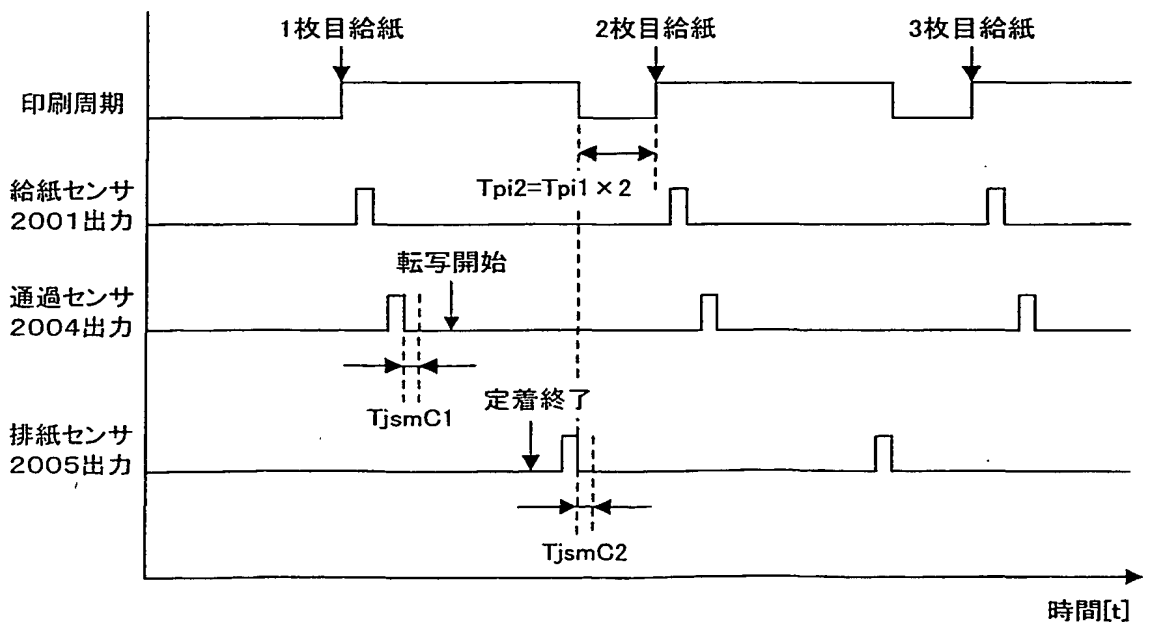 1枚目給紙
2枚目給紙
3枚目給紙
印刷周期
Tpi2=Tpi1×2
給紙センサ
2001出力
転写開始
通過センサ
2004出力
TjsmC1
定着終了
排紙センサ
2005出力
TjsmC2
時間[t]